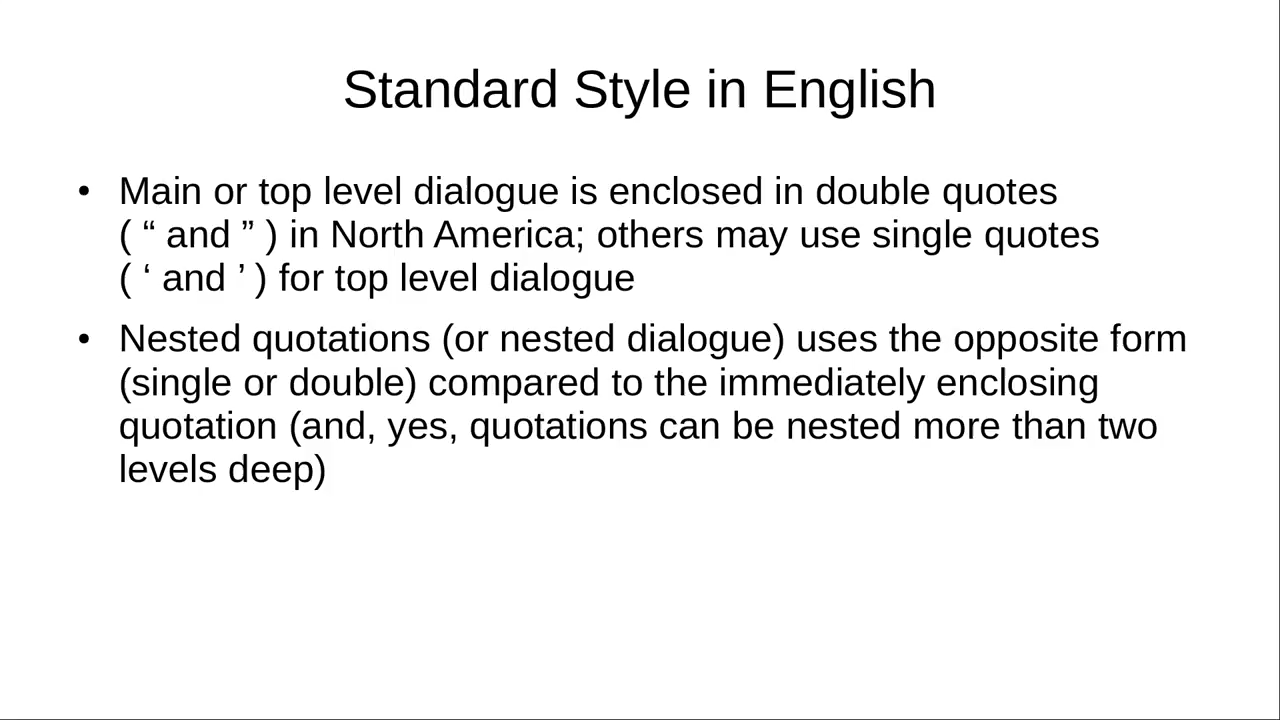 Standard Style in English
• Main or top level dialogue is enclosed in double quotes
( “ and ” ) in North America; others may use single quotes
( ‘ and ’ ) for top level dialogue
• Nested quotations (or nested dialogue) uses the opposite form
(single or double) compared to the immediately enclosing
quotation (and, yes, quotations can be nested more than two
levels deep)